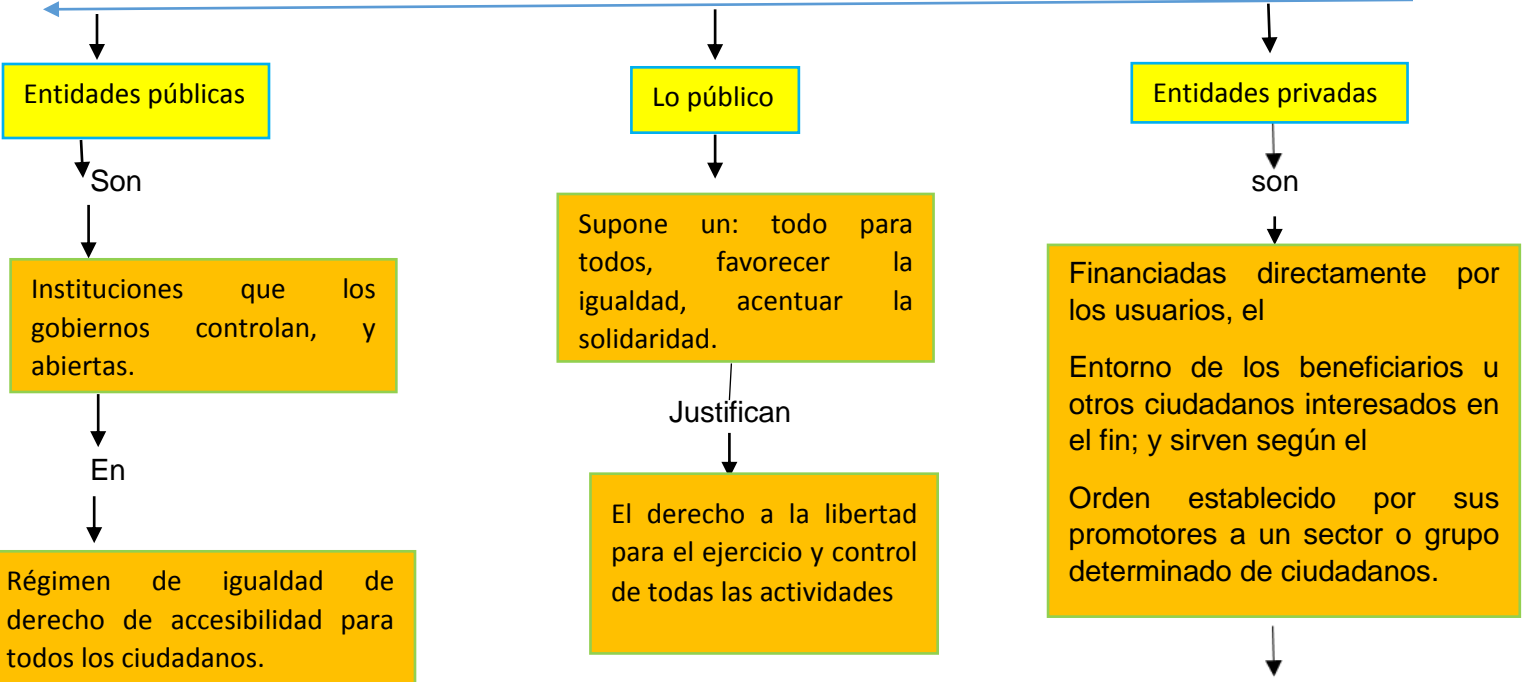 Entidades públicas
Son
Instituciones que los
gobiernos controlan, y
abiertas.
En
Régimen de igualdad de
derecho de accesibilidad para
todos los ciudadanos.
Lo público
Supone un: todo para
todos, favorecer la
igualdad, acentuar la
solidaridad.
Justifican
El derecho a la libertad
para el ejercicio y control
de todas las actividades
Entidades privadas
son
Financiadas directamente por
los usuarios, el
Entorno de los beneficiarios u
otros ciudadanos interesados en
el fin; y sirven según el
Orden establecido por sus
promotores a un sector o grupo
determinado de ciudadanos.